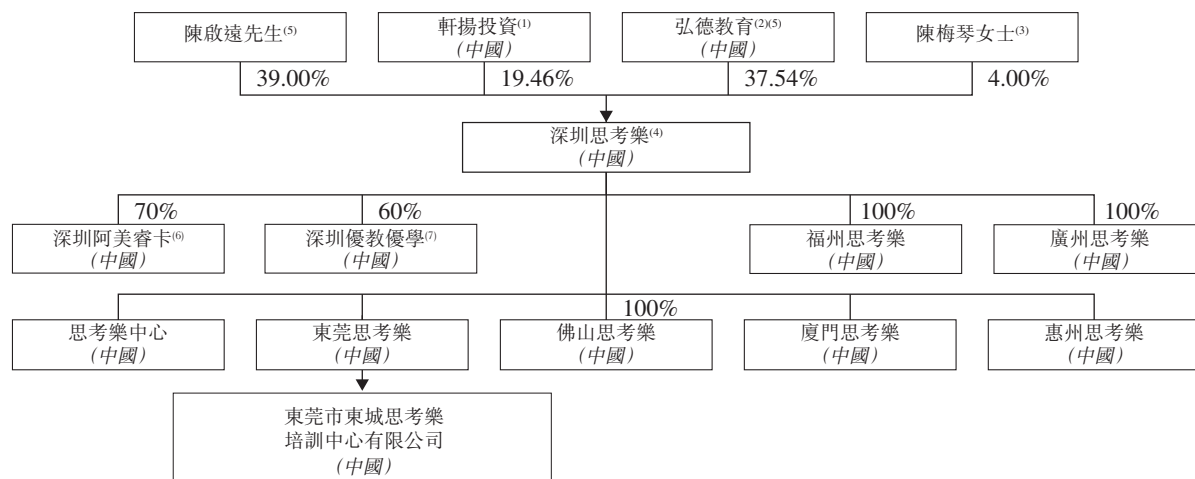 陳啟遠先生(5)
軒揚投資(1)
(中國)
弘德教育(2)(5)
(中國)
陳梅琴女士(3)
39.00%
19.46%
37.54%
4.00%
深圳思考樂(4)
(中國)
70%
60%
100%
100%
深圳阿美睿卡(6)
(中國)
深圳優教優學(7)
(中國)
福州思考樂
(中國)
廣州思考樂
(中國)
100%
思考樂中心
(中國)
東莞思考樂
(中國)
佛山思考樂
(中國)
廈門思考樂
(中國)
惠州思考樂
(中國)
東莞市東城思考樂
培訓中心有限公司
(中國)